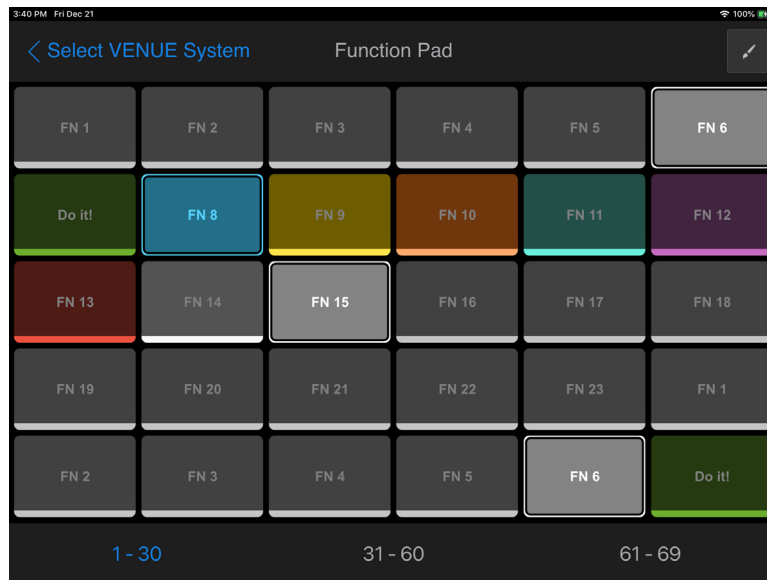 3:40 PM Fri Dec 21 100%
Select VENUE System Function Pad
FN 1 FN 2 FN 3 FN 4 FN 5 FN 6
Do it! FN 8 FN 9 FN 10 FN 11 FN 12
FN 13 FN 14 FN 15 FN 16 FN 17 FN 18
FN 19 FN 20 FN 21 FN 22 FN 23 FN 1
FN 2 FN 3 FN 4 FN 5 FN 6 Do it!
1 - 30 31 - 60 61 - 69